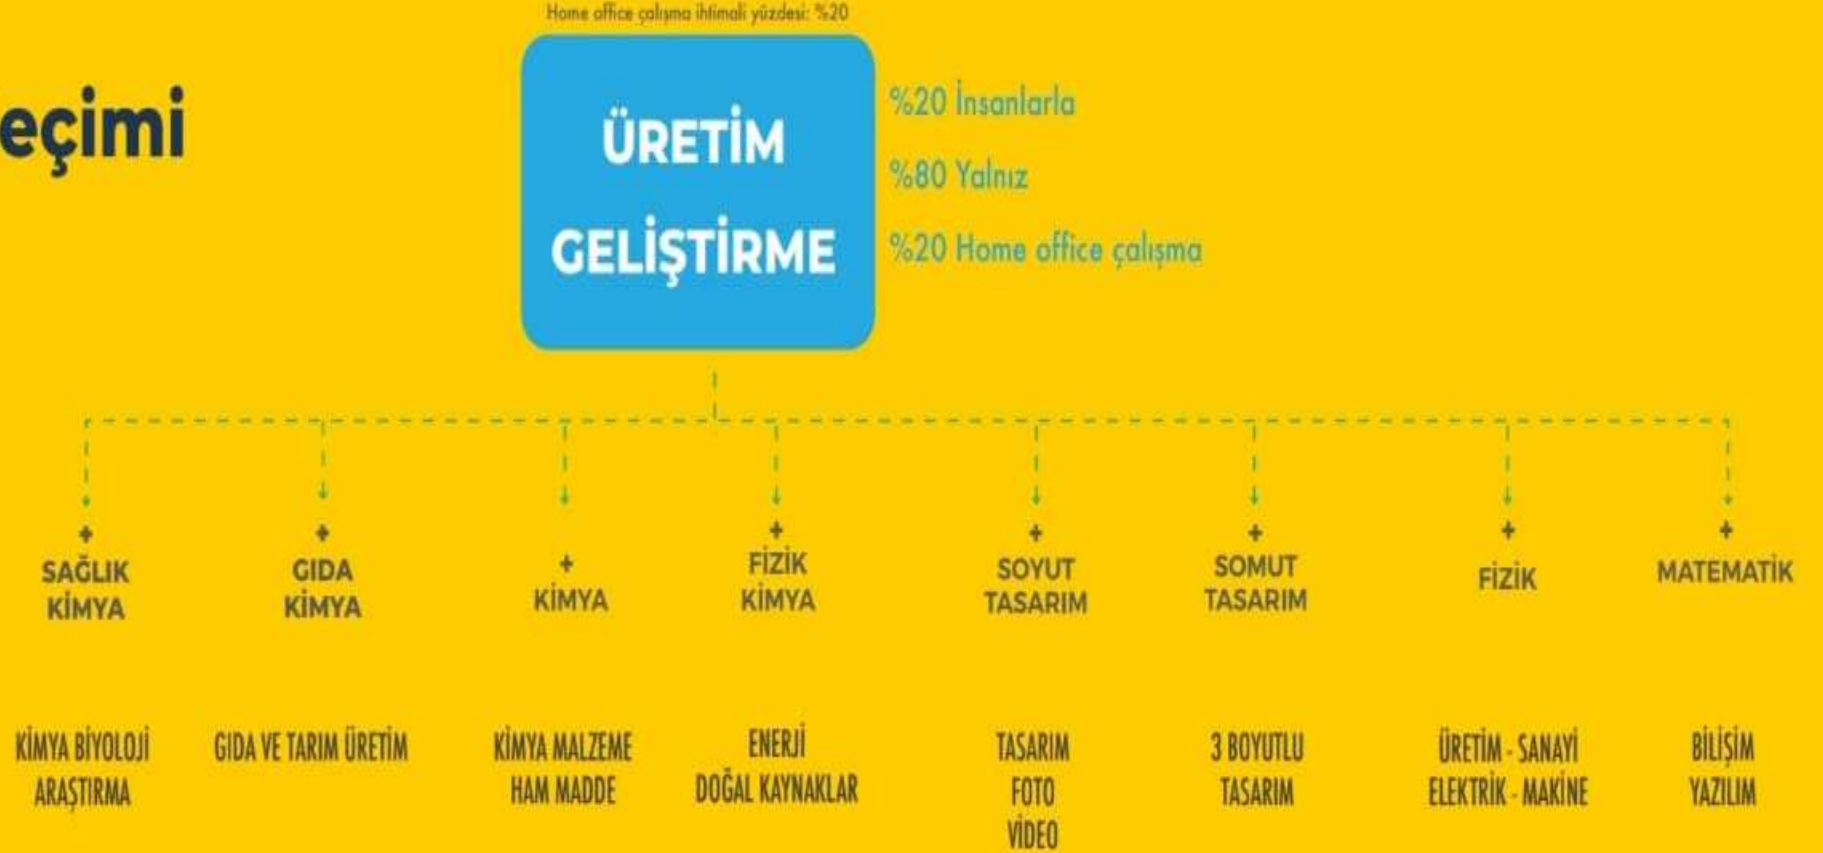 Home office çalışma ihtimali yüzdesi: %20
eçimi
ÜRETİM
GELİŞTİRME
%20 İnsanlarla
%80 Yalnız
%20 Home office çalışma
+
SAĞLIK
KİMYA
+
GIDA
KİMYA
+
KİMYA
+
FİZİK
KİMYA
+
SOYUT
TASARIM
+
SOMUT
TASARIM
+
FİZİK
+
MATEMATİK
KİMYA BİYOLOJİ
ARAŞTIRMA
GIDA VE TARIM ÜRETİM
KİMYA MALZEME
HAM MADDE
ENERJİ
DOĞAL KAYNAKLAR
TASARIM
FOTO
VİDEO
3 BOYUTLU
TASARIM
ÜRETİM - SANAYİ
ELEKTRİK - MAKİNE
BİLİŞİM
YAZILIM